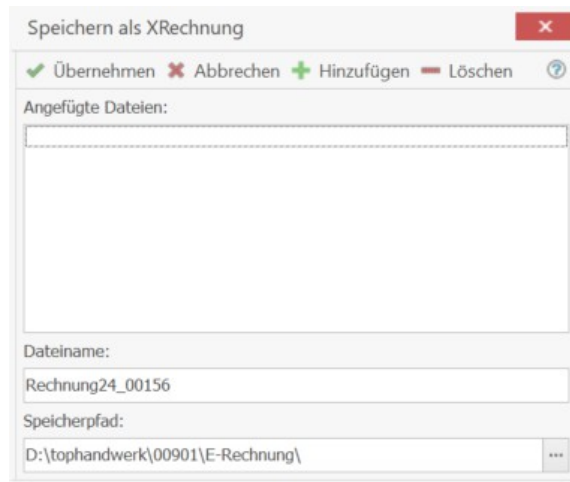 Speichern als XRechnung
Übernehmen Abbrechen Hinzufügen Löschen ?
Angefügte Dateien:
Dateiname:
Rechnung24_00156
Speicherpfad:
D:\tophandwerk\00901\E-Rechnung\ ...